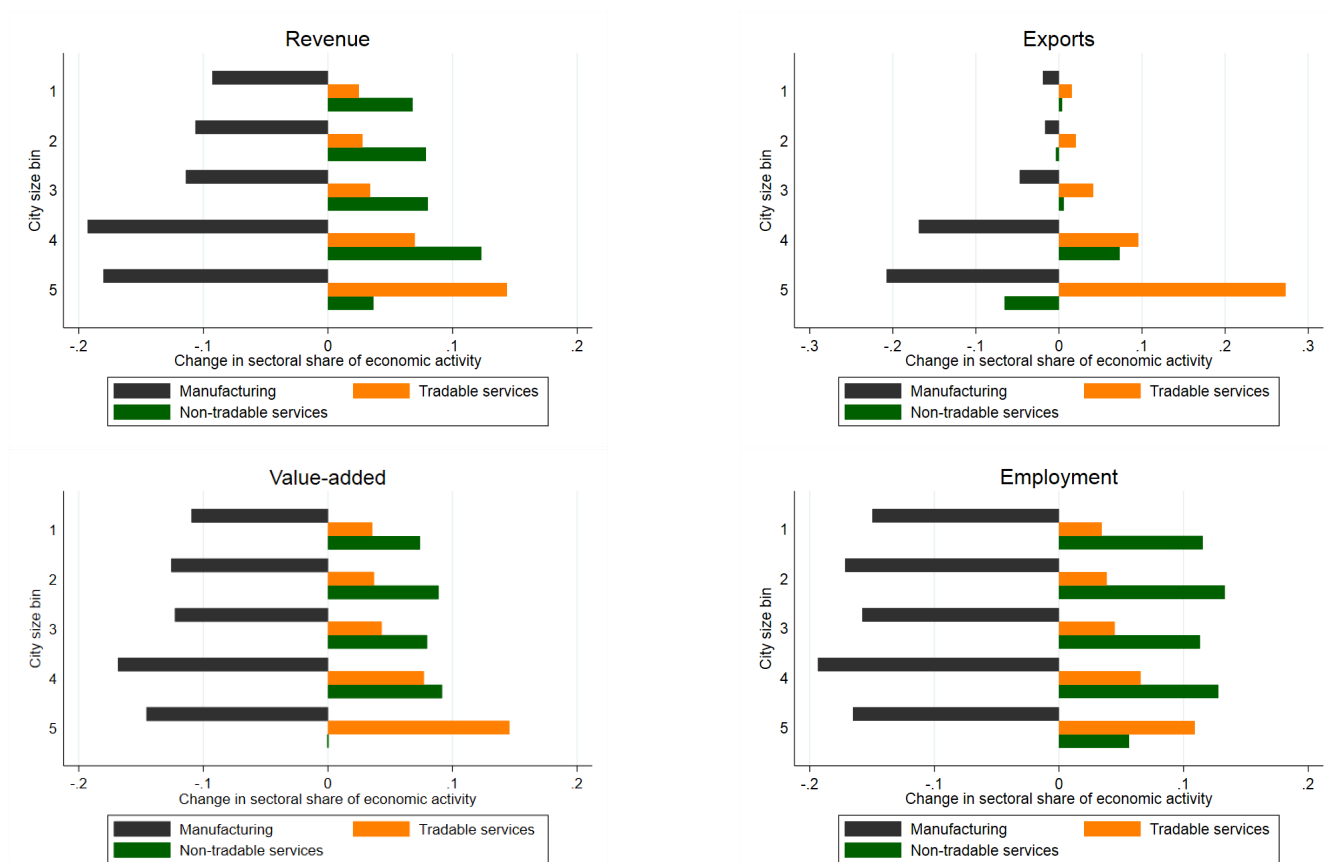 Revenue
City size bin
1
2
3
4
5
-.2 -.1 0 .1 .2
Change in sectoral share of economic activity
Manufacturing Tradable services
Non-tradable services
Exports
City size bin
1
2
3
4
5
-.3 -.2 -.1 0 .1 .2 .3
Change in sectoral share of economic activity
Manufacturing Tradable services
Non-tradable services
Value-added
City size bin
1
2
3
4
5
-.2 -.1 0 .1 .2
Change in sectoral share of economic activity
Manufacturing Tradable services
Non-tradable services
Employment
City size bin
1
2
3
4
5
-.2 -.1 0 .1 .2
Change in sectoral share of economic activity
Manufacturing Tradable services
Non-tradable services